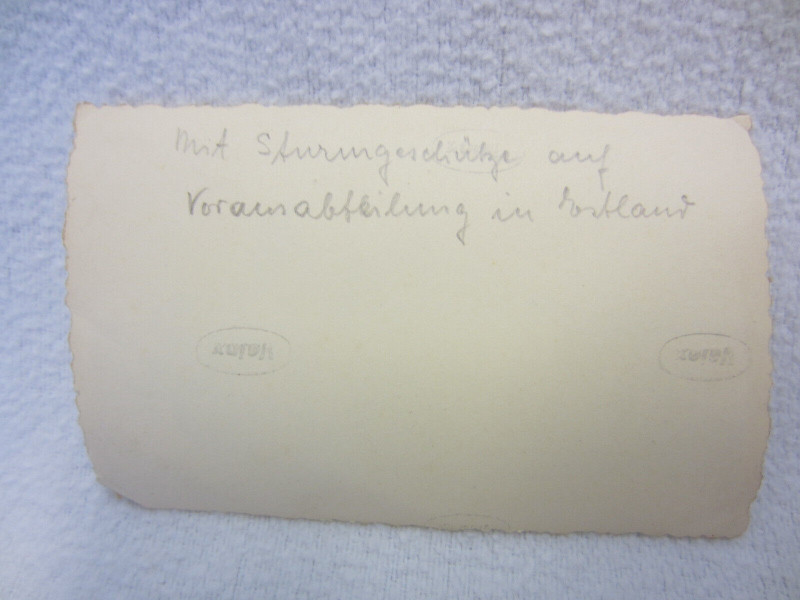 Mit Sturmgeschütze auf
Vorausabteilung in Estland
Velox
Velox